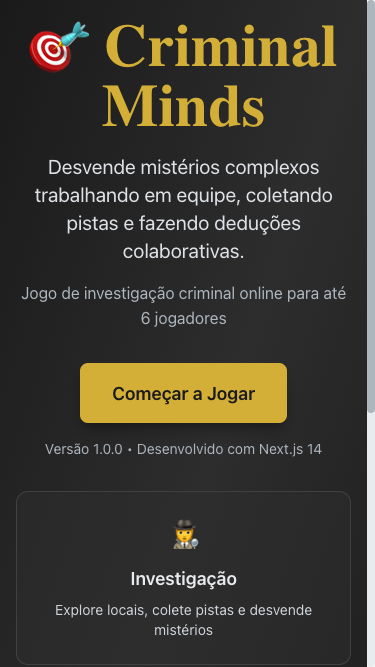 🎯 Criminal
Minds
Desvende mistérios complexos
trabalhando em equipe, coletando
pistas e fazendo deduções
colaborativas.
Jogo de investigação criminal online para até
6 jogadores
Começar a Jogar
Versão 1.0.0 • Desenvolvido com Next.js 14
Investigação
Explore locais, colete pistas e desvende
mistérios